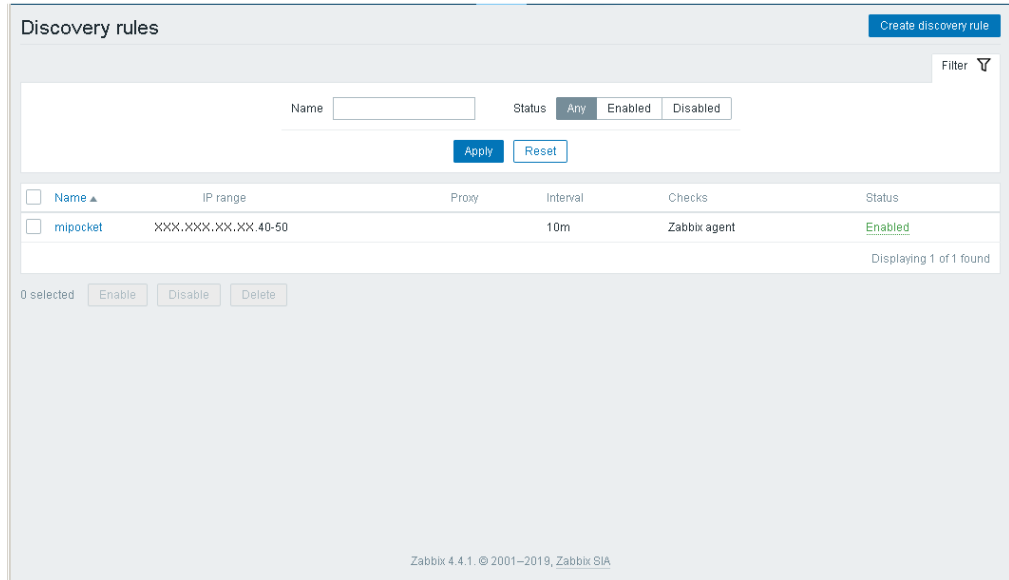 Discovery rules
Create discovery rule
Filter
Name Status Any Enabled Disabled
Apply Reset
Name IP range Proxy Interval Checks Status
mipocket XXX.XXX.XX.XX.40-50 10m Zabbix agent Enabled
Displaying 1 of 1 found
0 selected Enable Disable Delete
Zabbix 4.4.1. © 2001–2019, Zabbix SIA